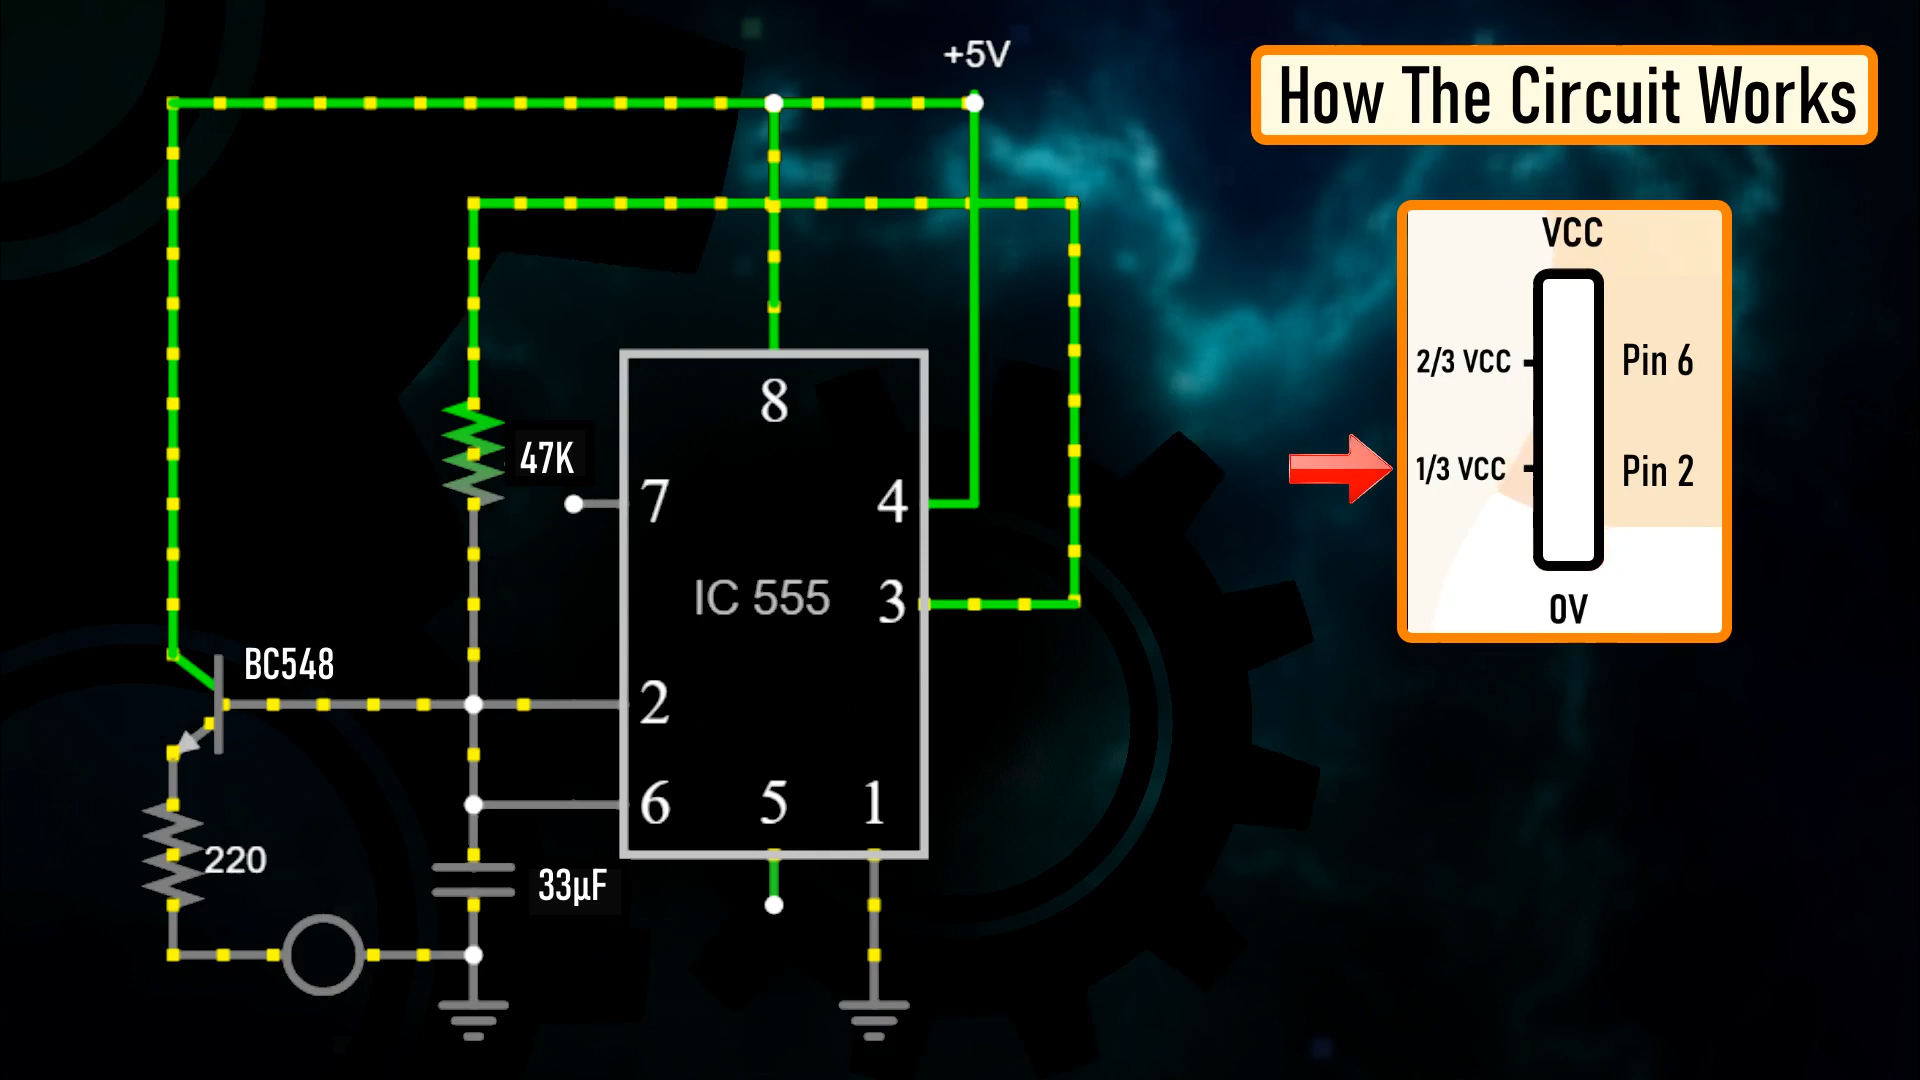 +5V
How The Circuit Works
VCC
2/3 VCC
Pin 6
1/3 VCC
Pin 2
0V
8
47K
7
4
IC 555
3
BC548
2
6
5
1
220
33µF